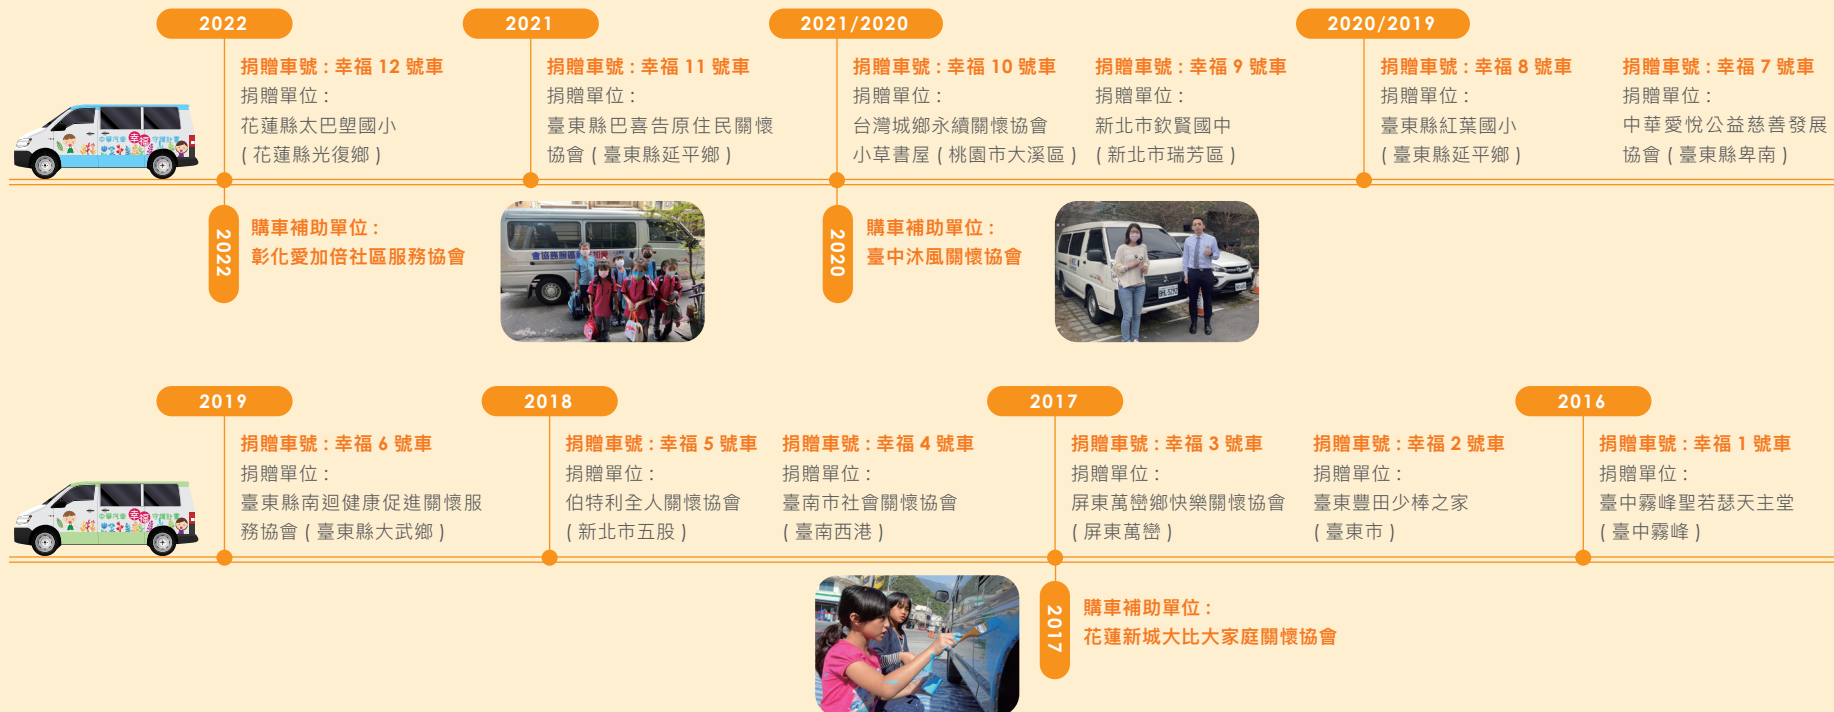 2022
捐贈車號 : 幸福 12 號車
捐贈單位 :
花蓮縣太巴塱國小
( 花蓮縣光復鄉 )
2021
捐贈車號 : 幸福 11 號車
捐贈單位 :
臺東縣巴喜告原住民關懷
協會 ( 臺東縣延平鄉 )
2021/2020
捐贈車號 : 幸福 10 號車
捐贈單位 :
台灣城鄉永續關懷協會
小草書屋 ( 桃園市大溪區 )
捐贈車號 : 幸福 9 號車
捐贈單位 :
新北市欽賢國中
( 新北市瑞芳區 )
2020/2019
捐贈車號 : 幸福 8 號車
捐贈單位 :
臺東縣紅葉國小
( 臺東縣延平鄉 )
捐贈車號 : 幸福 7 號車
捐贈單位 :
中華愛悅公益慈善發展
協會 ( 臺東縣卑南 )
中華汽車 幸福 守護計畫
2022
購車補助單位 :
彰化愛加倍社區服務協會
2020
購車補助單位 :
臺中沐風關懷協會
2019
捐贈車號 : 幸福 6 號車
捐贈單位 :
臺東縣南迴健康促進關懷服
務協會 ( 臺東縣大武鄉 )
2018
捐贈車號 : 幸福 5 號車
捐贈單位 :
伯特利全人關懷協會
( 新北市五股 )
捐贈車號 : 幸福 4 號車
捐贈單位 :
臺南市社會關懷協會
( 臺南西港 )
2017
捐贈車號 : 幸福 3 號車
捐贈單位 :
屏東萬巒鄉快樂關懷協會
( 屏東萬巒 )
捐贈車號 : 幸福 2 號車
捐贈單位 :
臺東豐田少棒之家
( 臺東市 )
2016
捐贈車號 : 幸福 1 號車
捐贈單位 :
臺中霧峰聖若瑟天主堂
( 臺中霧峰 )
中華汽車 幸福 守護計畫
2017
購車補助單位 :
花蓮新城大比大家庭關懷協會